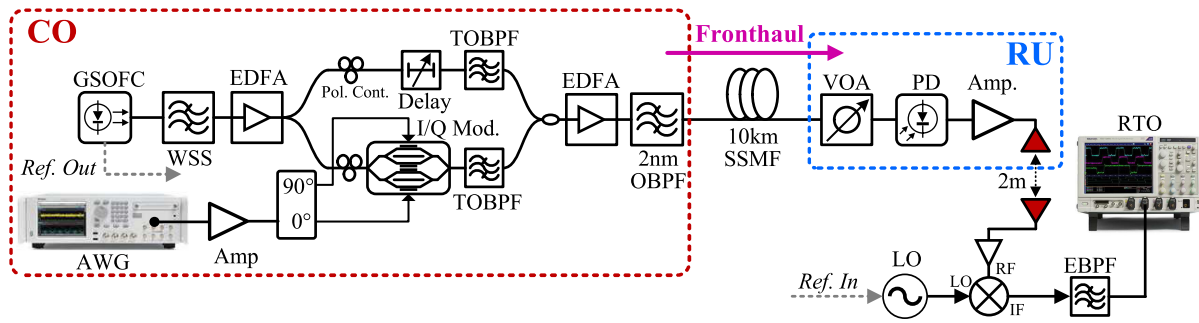 CO
Fronthaul
RU
GSOFC
WSS
EDFA
Pol. Cont.
Delay
TOBPF
I/Q Mod.
TOBPF
EDFA
2nm
OBPF
10km
SSMF
VOA
PD
Amp.
RTO
2m
Ref. Out
AWG
Amp
90°
0°
Ref. In
LO
LO
RF
IF
EBPF